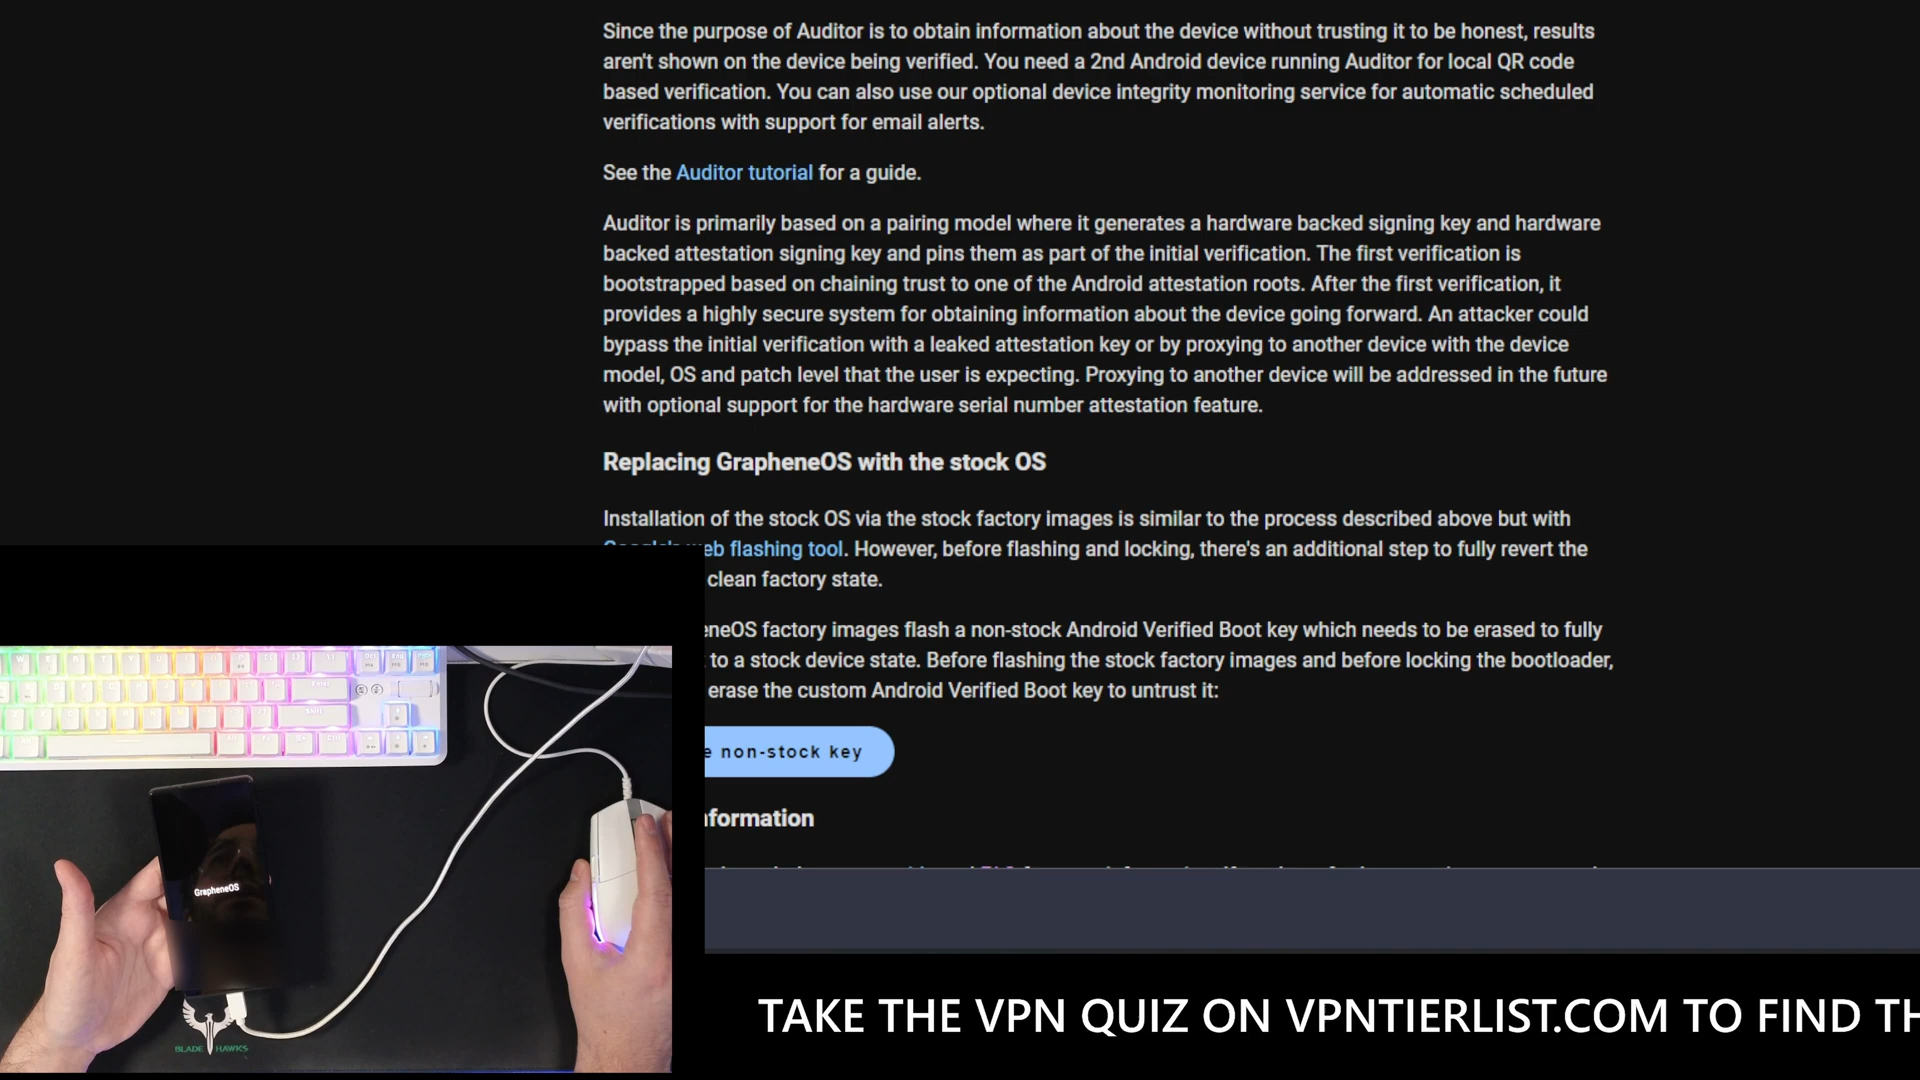 Since the purpose of Auditor is to obtain information about the device without trusting it to be honest, results
aren't shown on the device being verified. You need a 2nd Android device running Auditor for local QR code
based verification. You can also use our optional device integrity monitoring service for automatic scheduled
verifications with support for email alerts.
See the Auditor tutorial for a guide.
Auditor is primarily based on a pairing model where it generates a hardware backed signing key and hardware
backed attestation signing key and pins them as part of the initial verification. The first verification is
bootstrapped based on chaining trust to one of the Android attestation roots. After the first verification, it
provides a highly secure system for obtaining information about the device going forward. An attacker could
bypass the initial verification with a leaked attestation key or by proxying to another device with the device
model, OS and patch level that the user is expecting. Proxying to another device will be addressed in the future
with optional support for the hardware serial number attestation feature.
Replacing GrapheneOS with the stock OS
Installation of the stock OS via the stock factory images is similar to the process described above but with
flashing tool. However, before flashing and locking, there's an additional step to fully revert the
clean factory state.
eneOS factory images flash a non-stock Android Verified Boot key which needs to be erased to fully
to a stock device state. Before flashing the stock factory images and before locking the bootloader,
erase the custom Android Verified Boot key to untrust it:
e non-stock key
nformation
GrapheneOS
BLADE HAWKS
TAKE THE VPN QUIZ ON VPNTIERLIST.COM TO FIND TH